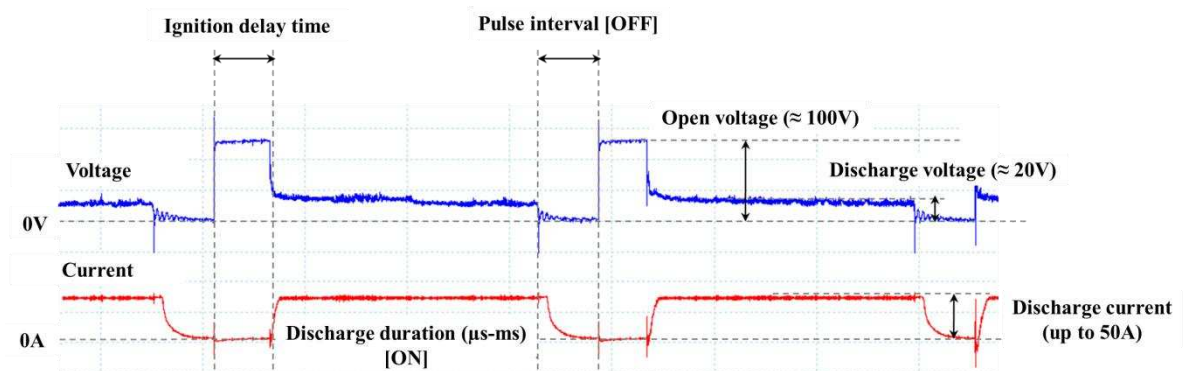 Ignition delay time
Pulse interval [OFF]
Open voltage (≈ 100V)
Voltage
Discharge voltage (≈ 20V)
0V
Current
Discharge duration (μs-ms)
[ON]
Discharge current
(up to 50A)
0A